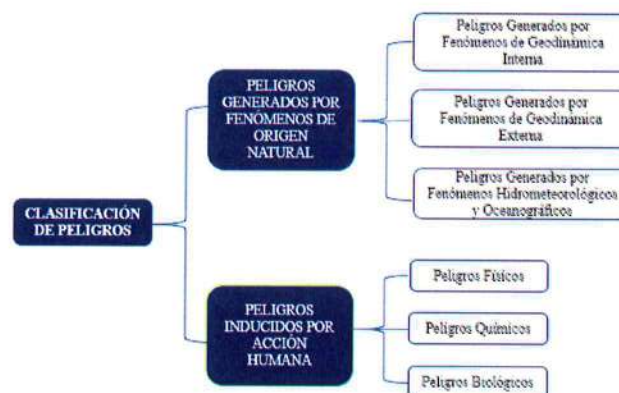 CLASIFICACIÓN
DE PELIGROS
PELIGROS
GENERADOS POR
FENÓMENOS DE
ORIGEN
NATURAL
Peligros Generados por
Fenómenos de Geodinámica
Interna
Peligros Generados por
Fenómenos de Geodinámica
Externa
Peligros Generados por
Fenómenos Hidrometeorológicos
y Oceanográficos
PELIGROS
INDUCIDOS POR
ACCIÓN
HUMANA
Peligros Físicos
Peligros Químicos
Peligros Biológicos